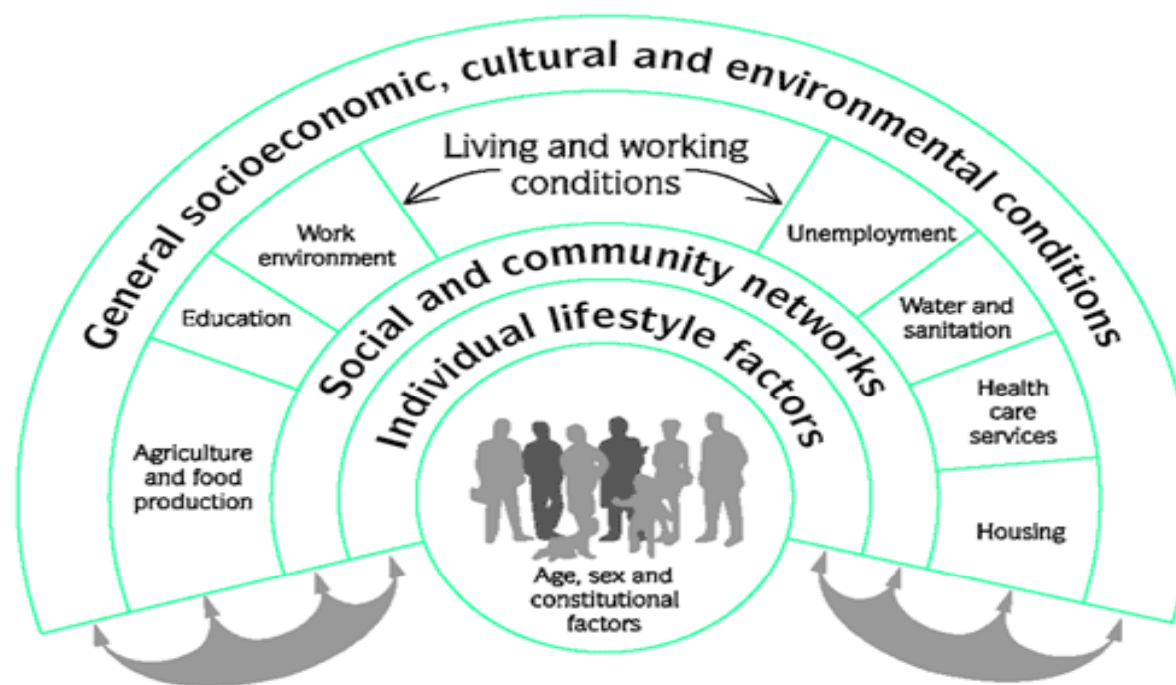 General socioeconomic, cultural and environmental conditions
Living and working
conditions
Agriculture
and food
production
Education
Work
environment
Unemployment
Water and
sanitation
Health
care
services
Housing
Social and community networks
Individual lifestyle factors
Age, sex and
constitutional
factors